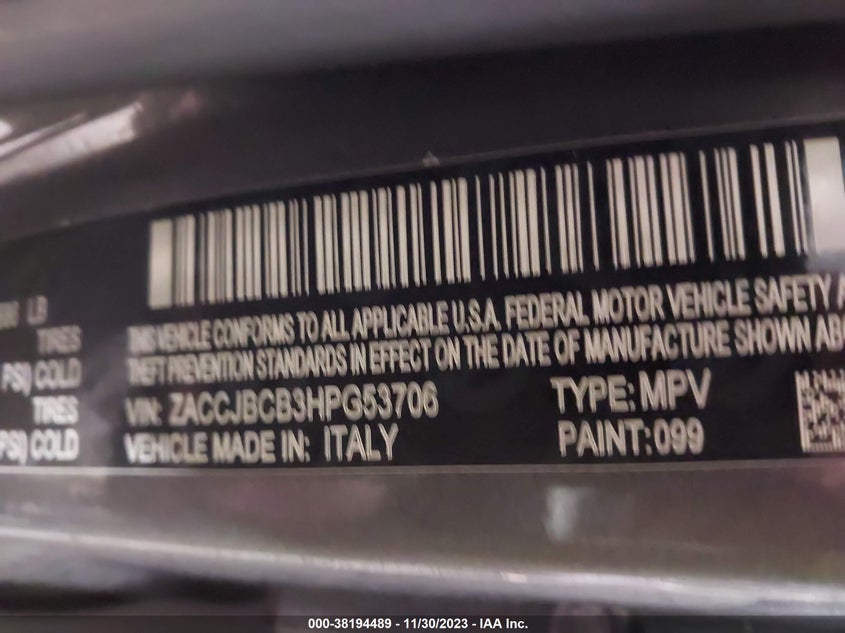 LB
TIRES
PSI) COLD
TIRES
PSI) COLD
THIS VEHICLE CONFORMS TO ALL APPLICABLE U.S.A. FEDERAL MOTOR VEHICLE SAFETY
THEFT PREVENTION STANDARDS IN EFFECT ON THE DATE OF MANUFACTURE SHOWN ABO
VIN: ZACCJBCB3HPG53706 TYPE: MPV
VEHICLE MADE IN: ITALY PAINT: 099
000-38194489 - 11/30/2023 - IAA Inc.